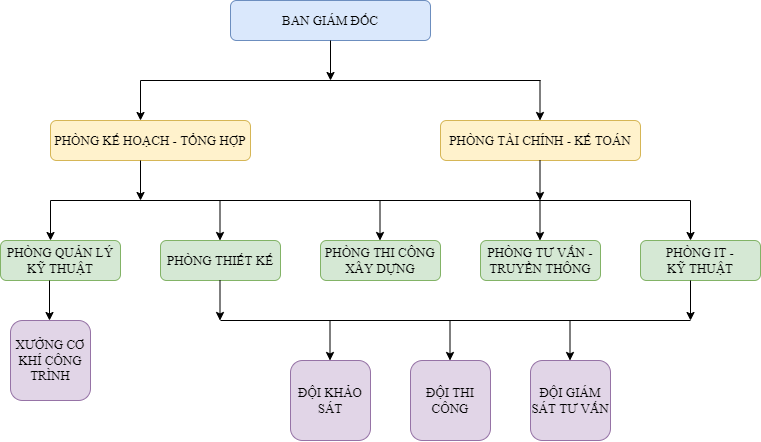 BAN GIÁM ĐỐC
PHÒNG KẾ HOẠCH - TỔNG HỢP
PHÒNG TÀI CHÍNH - KẾ TOÁN
PHÒNG QUẢN LÝ
KỸ THUẬT
PHÒNG THIẾT KẾ
PHÒNG THI CÔNG
XÂY DỰNG
PHÒNG TƯ VẤN -
TRUYỀN THÔNG
PHÒNG IT -
KỸ THUẬT
XƯỞNG CƠ
KHÍ CÔNG
TRÌNH
ĐỘI KHẢO
SÁT
ĐỘI THI
CÔNG
ĐỘI GIÁM
SÁT TƯ VẤN